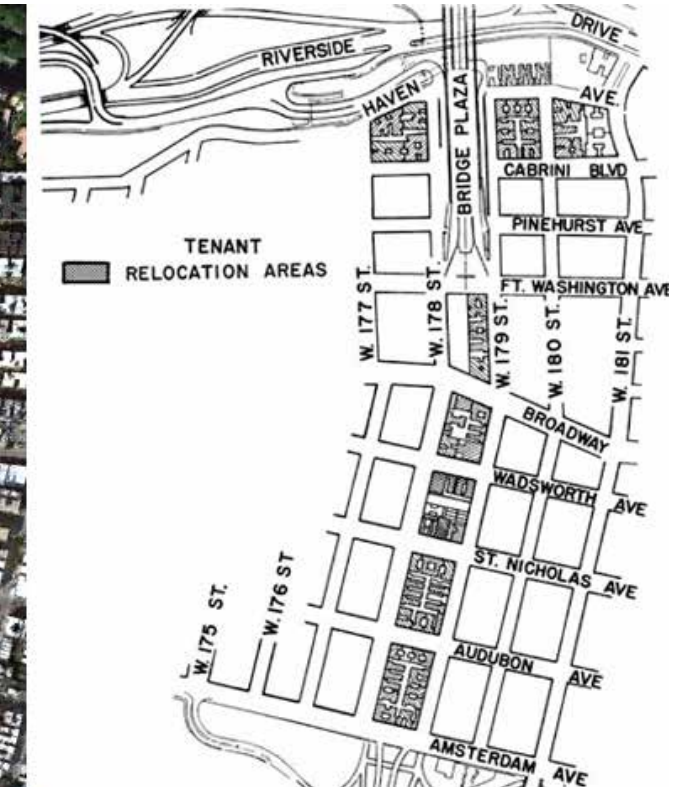 DRIVE
RIVERSIDE
HAVEN
AVE.
BRIDGE PLAZA
CABRINI BLVD
PINEHURST AVE
TENANT
RELOCATION AREAS
FT. WASHINGTON AVE
W. 177 ST.
W. 178 ST.
W. 179 ST.
W. 180 ST.
W. 181 ST.
BROADWAY
WADSWORTH AVE
ST. NICHOLAS AVE
W. 175 ST.
W. 176 ST
AUDUBON AVE
AMSTERDAM AVE